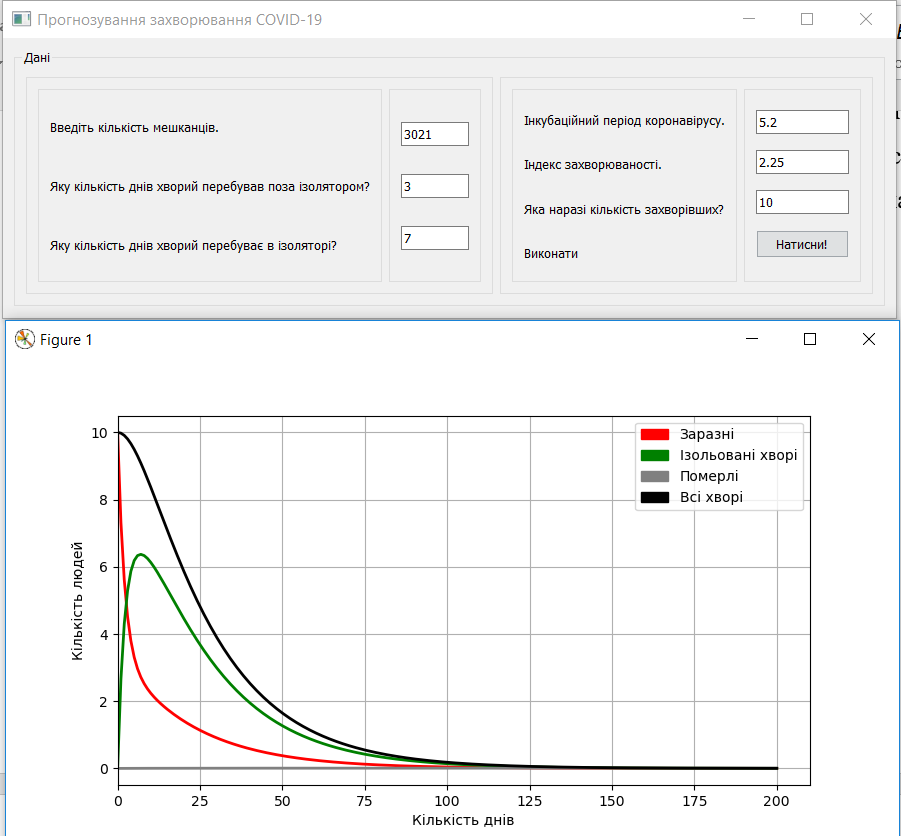 Прогнозування захворювання COVID-19
Дані
Введіть кількість мешканців.
3021
Яку кількість днів хворий перебував поза ізолятором?
3
Яку кількість днів хворий перебуває в ізоляторі?
7
Інкубаційний період коронавірусу.
5.2
Індекс захворюваності.
2.25
Яка наразі кількість захворівших?
10
Виконати
Натисни!
Figure 1
Заразні
Ізольовані хворі
Померлі
Всі хворі
Кількість людей
10
8
6
4
2
0
0 25 50 75 100 125 150 175 200
Кількість днів